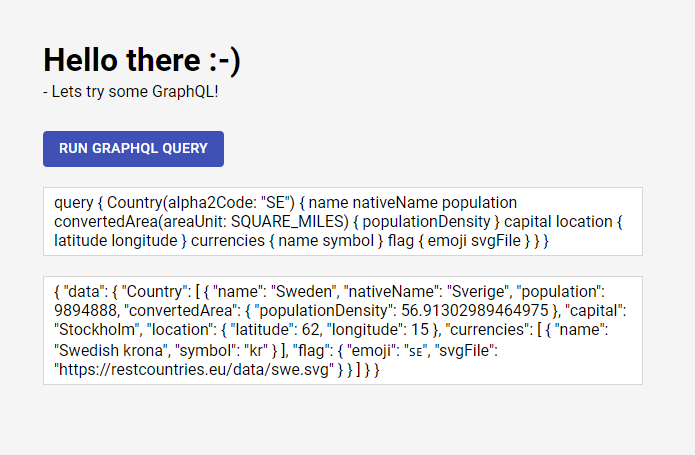 Hello there :-)
- Lets try some GraphQL!
RUN GRAPHQL QUERY
query { Country(alpha2Code: "SE") { name nativeName population
convertedArea(areaUnit: SQUARE_MILES) { populationDensity } capital location {
latitude longitude } currencies { name symbol } flag { emoji svgFile } } }
{ "data": { "Country": [ { "name": "Sweden", "nativeName": "Sverige", "population":
9894888, "convertedArea": { "populationDensity": 56.91302989464975 }, "capital":
"Stockholm", "location": { "latitude": 62, "longitude": 15 }, "currencies": [ { "name":
"Swedish krona", "symbol": "kr" } ], "flag": { "emoji": "🇸🇪", "svgFile":
"https://restcountries.eu/data/swe.svg" } } ] } }